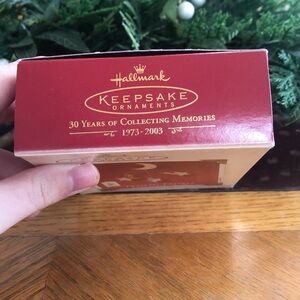 Hallmark
KEEPSAKE
ORNAMENTS
30 YEARS OF COLLECTING MEMORIES
1973-2003